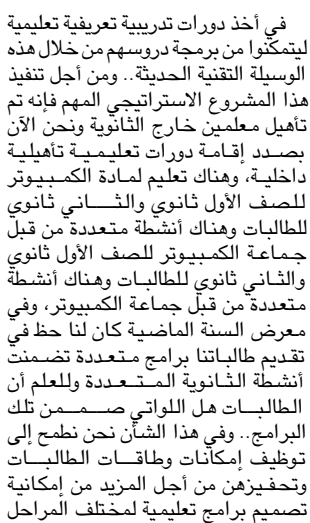 في أخذ دورات تدريبية تعريفية تعليمية
ليتمكنوا من برمجة دروسهم من خلال هذه
الوسيلة التقنية الحديثة.. ومن أجل تنفيذ
هذا المشروع الاستراتيجي المهم فإنه تم
تأهيل معلمين خارج الثانوية ونحن الآن
بصدد إقامة دورات تعليمية تأهيلية
داخلية، وهناك تعليم لمادة الكمبيوتر
للصف الأول ثانوي والثاني ثانوي
للطالبات وهناك أنشطة متعددة من قبل
جماعة الكمبيوتر للصف الأول ثانوي
والثاني ثانوي للطالبات وهناك أنشطة
متعددة من قبل جماعة الكمبيوتر، وفي
معرض السنة الماضية كان لنا حظ في
تقديم طالباتنا برامج متعددة تضمنت
أنشطة الثانوية المتعددة وللعلم أن
الطالبات هل اللواتي صممن تلك
البرامج.. وفي هذا الشأن نحن نطمح إلى
توظيف إمكانات وطاقات الطالبات
وتحفيزهن من أجل المزيد من إمكانية
تصميم برامج تعليمية لمختلف المراحل